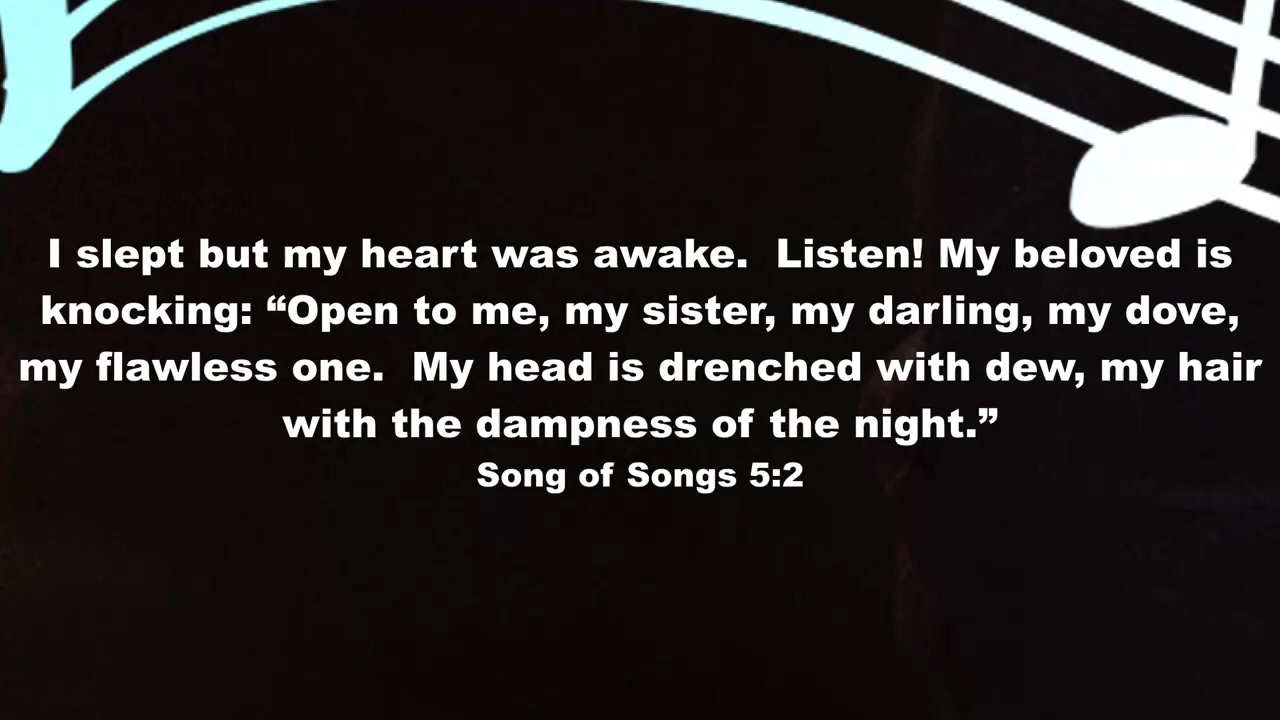 I slept but my heart was awake.  Listen! My beloved is
knocking: “Open to me, my sister, my darling, my dove,
my flawless one.  My head is drenched with dew, my hair
with the dampness of the night.”
Song of Songs 5:2